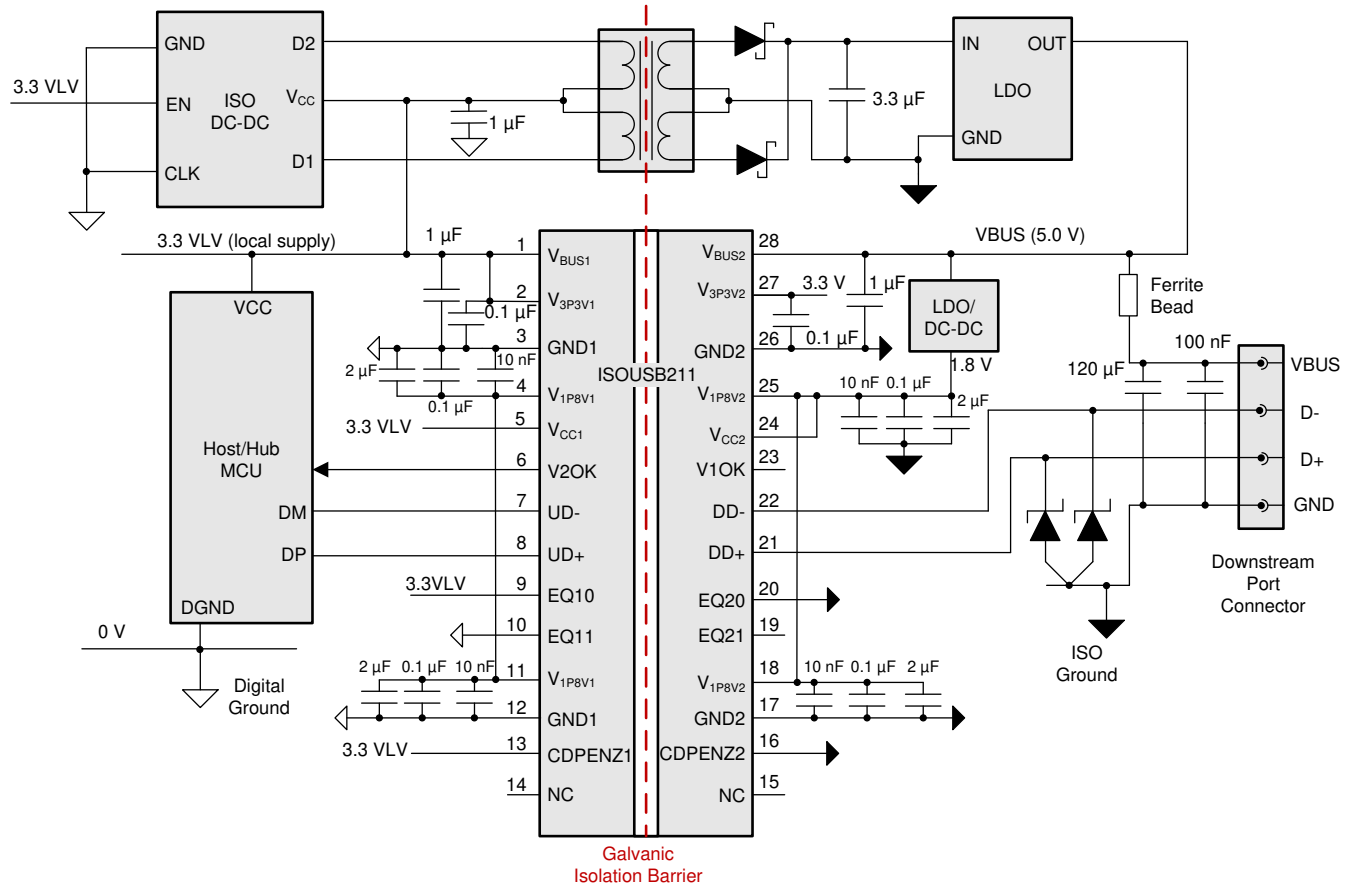 GND
D2
3.3 VLV
EN
ISO
DC-DC
VCC
1 µF
D1
CLK
3.3 µF
IN
OUT
LDO
GND
3.3 VLV (local supply)
1 µF
1
VBUS1
2
V3P3V1
0.1 µF
3
GND1
2 µF
10 nF
4
V1P8V1
0.1 µF
3.3 VLV
5
VCC1
6
V2OK
7
UD-
8
UD+
3.3VLV
9
EQ10
10
EQ11
2 µF
0.1 µF
10 nF
11
V1P8V1
12
GND1
3.3 VLV
13
CDPENZ1
14
NC
VCC
Host/Hub
MCU
DM
DP
DGND
0 V
Digital
Ground
ISOUSB211
28
VBUS2
VBUS (5.0 V)
27
V3P3V2
3.3 V
1 µF
0.1 µF
26
GND2
LDO/
DC-DC
1.8 V
25
V1P8V2
10 nF
0.1 µF
2 µF
24
VCC2
23
V1OK
22
DD-
21
DD+
20
EQ20
19
EQ21
18
V1P8V2
10 nF
0.1 µF
2 µF
17
GND2
16
CDPENZ2
15
NC
Ferrite
Bead
100 nF
120 µF
VBUS
D-
D+
GND
Downstream
Port
Connector
ISO
Ground
Galvanic
Isolation Barrier